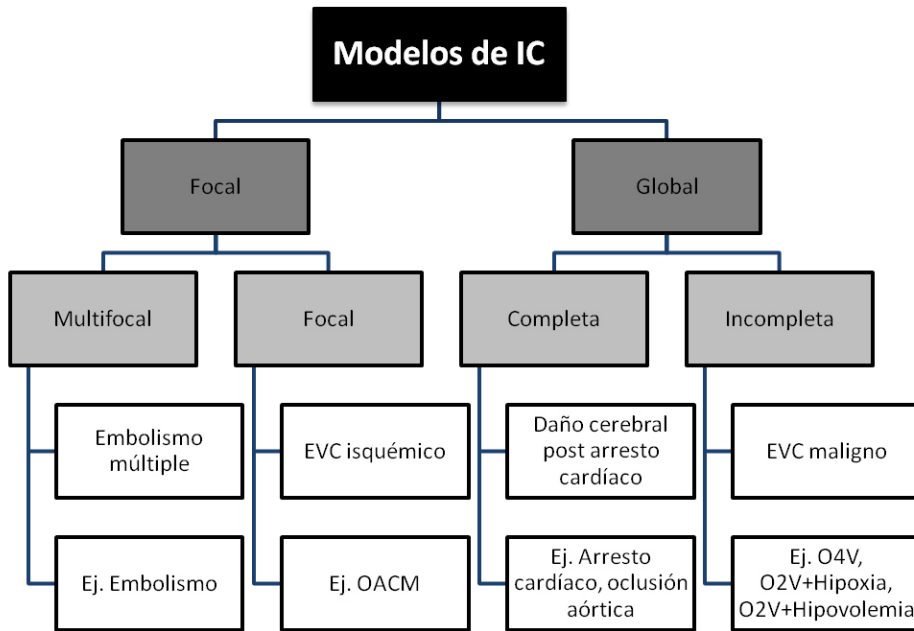 Modelos de IC
Focal
Global
Multifocal
Focal
Completa
Incompleta
Embolismo
múltiple
EVC isquémico
Daño cerebral
post arresto
cardíaco
EVC maligno
Ej. Embolismo
Ej. OACM
Ej. Arresto
cardíaco, oclusión
aórtica
Ej. O4V,
O2V+Hipoxia,
O2V+Hipovolemia